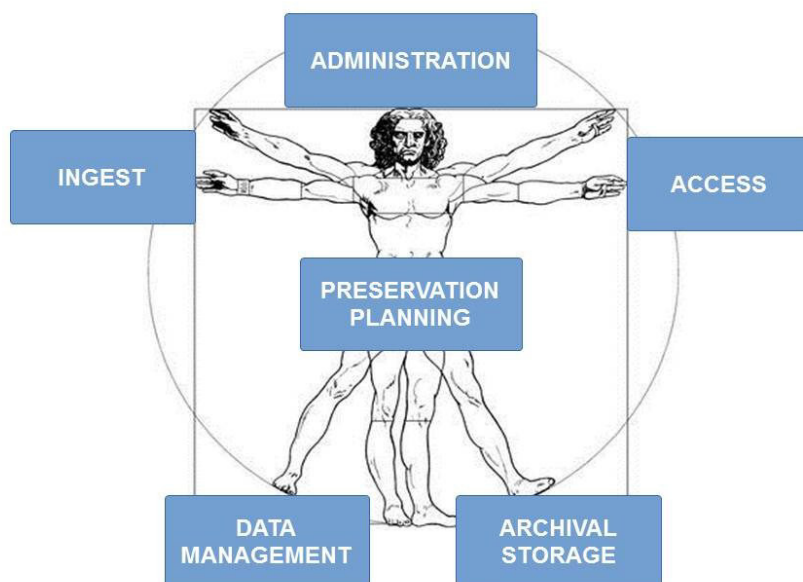 ADMINISTRATION
INGEST
ACCESS
PRESERVATION
PLANNING
DATA
MANAGEMENT
ARCHIVAL
STORAGE